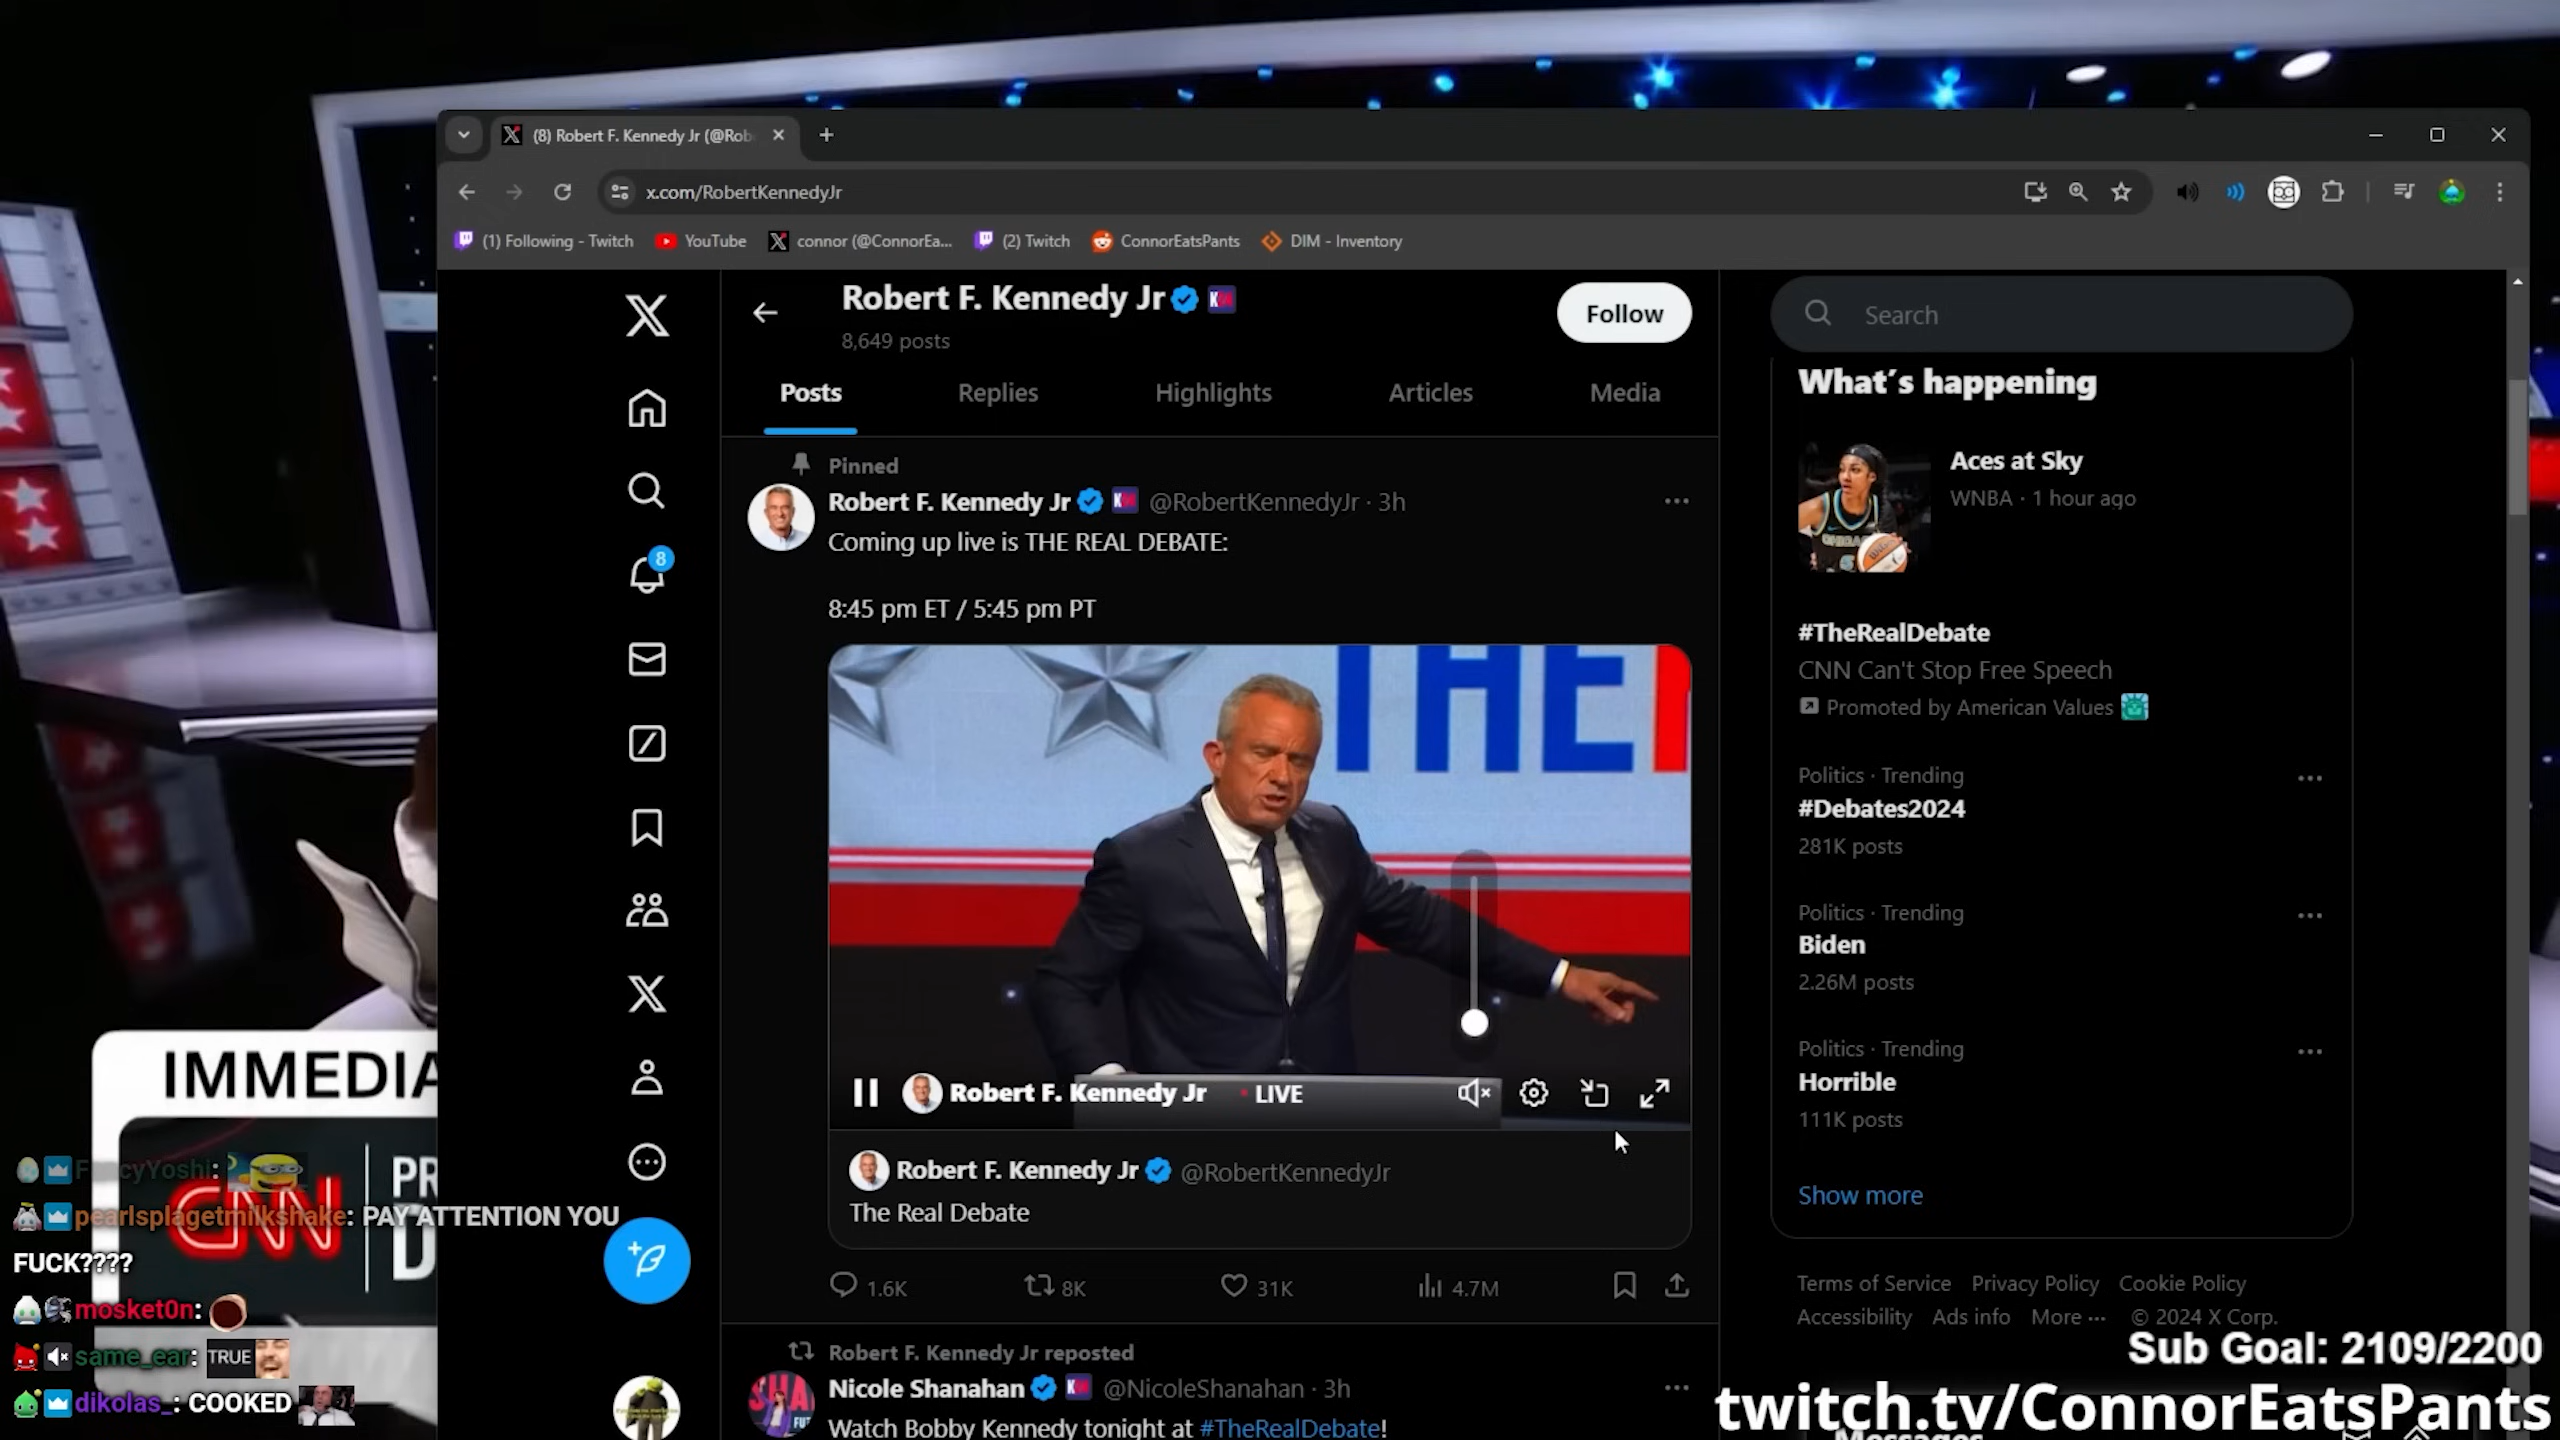 (8) Robert F. Kennedy Jr (@Rob
x.com/RobertKennedyJr
(1) Following - Twitch
YouTube
connor (@ConnorEa...
(2) Twitch
ConnorEatsPants
DIM - Inventory
Robert F. Kennedy Jr
8,649 posts
Follow
Posts
Replies
Highlights
Articles
Media
Pinned
Robert F. Kennedy Jr @RobertKennedyJr · 3h
Coming up live is THE REAL DEBATE:
8:45 pm ET / 5:45 pm PT
THE
Robert F. Kennedy Jr LIVE
Robert F. Kennedy Jr @RobertKennedyJr
The Real Debate
1.6K
8K
31K
4.7M
Robert F. Kennedy Jr reposted
Nicole Shanahan @NicoleShanahan · 3h
Watch Bobby Kennedy tonight at #TheRealDebate!
8
Search
What's happening
Aces at Sky
WNBA · 1 hour ago
#TheRealDebate
CNN Can't Stop Free Speech
Promoted by American Values
Politics · Trending
#Debates2024
281K posts
Politics · Trending
Biden
2.26M posts
Politics · Trending
Horrible
111K posts
Show more
Terms of Service Privacy Policy Cookie Policy
Accessibility Ads info More ··· © 2024 X Corp.
Messages
IMMEDIA
CNN
PR
D
pearlsplagetmilkshake: PAY ATTENTION YOU
FUCK????
mosket0n:
same_ear: TRUE
dikolas_: COOKED
Sub Goal: 2109/2200
twitch.tv/ConnorEatsPants